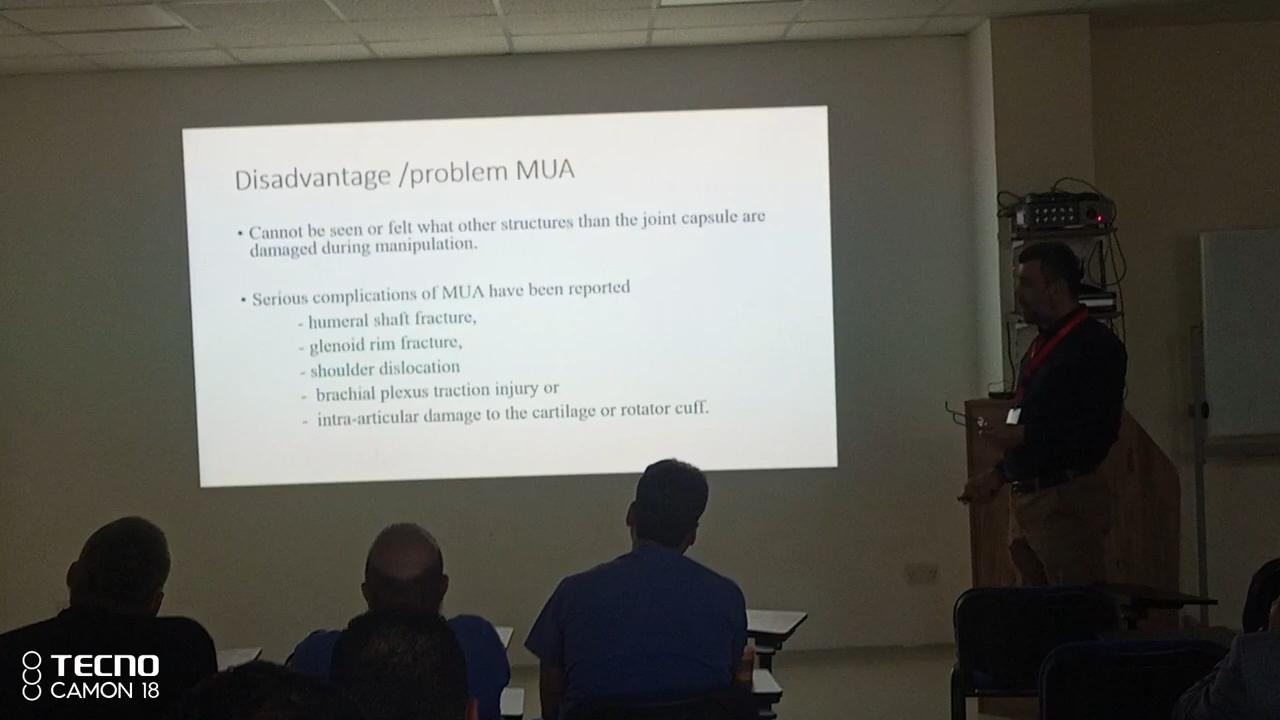 Disadvantage /problem MUA
• Cannot be seen or felt what other structures than the joint capsule are
damaged during manipulation.
• Serious complications of MUA have been reported
- humeral shaft fracture,
- glenoid rim fracture,
- shoulder dislocation
- brachial plexus traction injury or
- intra-articular damage to the cartilage or rotator cuff.
TECNO
CAMON 18